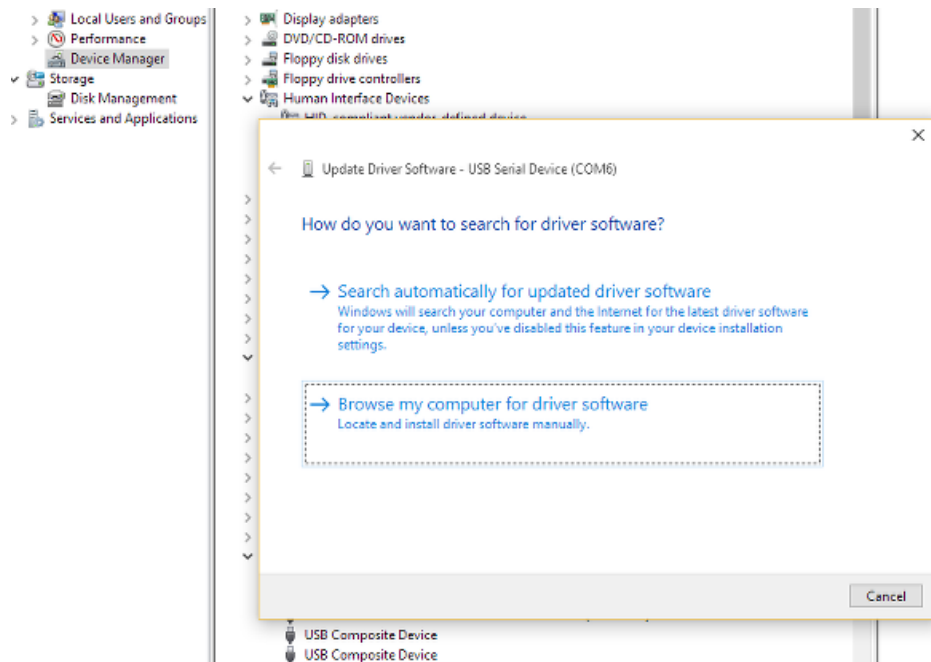 Local Users and Groups
Performance
Device Manager
Storage
Disk Management
Services and Applications
Display adapters
DVD/CD-ROM drives
Floppy disk drives
Floppy drive controllers
Human Interface Devices
HID-compliant vendor-defined device
Update Driver Software - USB Serial Device (COM6)
How do you want to search for driver software?
Search automatically for updated driver software
Windows will search your computer and the Internet for the latest driver software
for your device, unless you've disabled this feature in your device installation
settings.
Browse my computer for driver software
Locate and install driver software manually.
Cancel
USB Composite Device
USB Composite Device